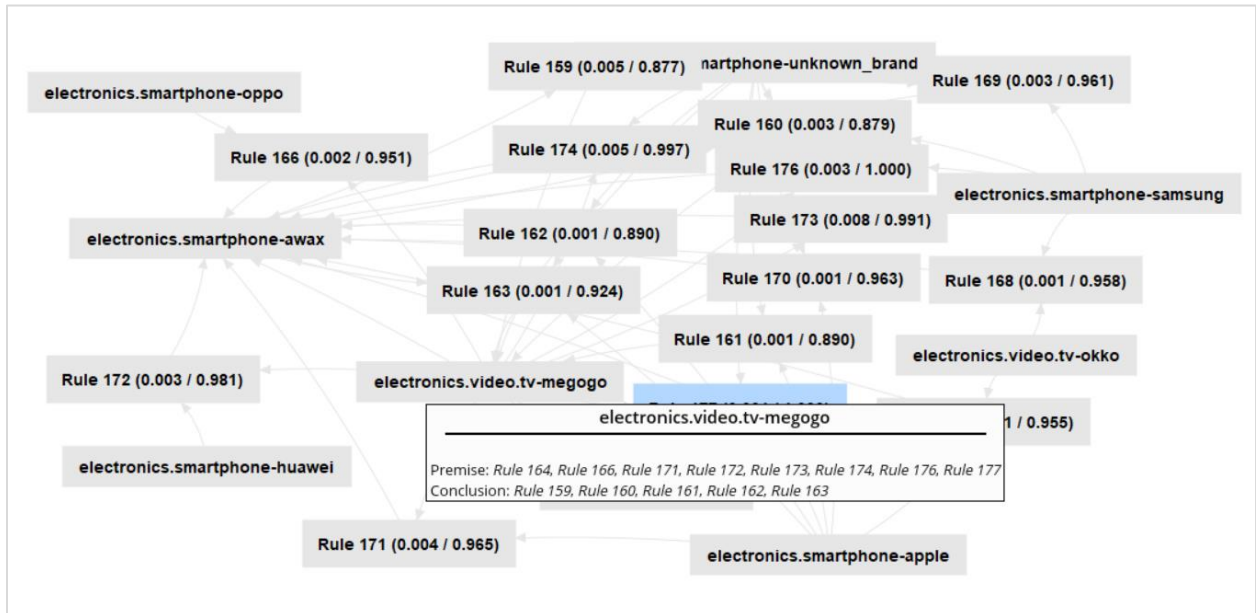 Rule 159 (0.005 / 0.877)
martphone-unknown_brand
Rule 169 (0.003 / 0.961)
electronics.smartphone-oppo
Rule 160 (0.003 / 0.879)
Rule 174 (0.005 / 0.997)
Rule 166 (0.002 / 0.951)
Rule 176 (0.003 / 1.000)
electronics.smartphone-samsung
Rule 173 (0.008 / 0.991)
Rule 162 (0.001 / 0.890)
electronics.smartphone-awax
Rule 170 (0.001 / 0.963)
Rule 168 (0.001 / 0.958)
Rule 163 (0.001 / 0.924)
Rule 161 (0.001 / 0.890)
electronics.video.tv-okko
Rule 172 (0.003 / 0.981)
electronics.video.tv-megogo
1 / 0.955)
electronics.video.tv-megogo
electronics.smartphone-huawei
Premise: Rule 164, Rule 166, Rule 171, Rule 172, Rule 173, Rule 174, Rule 176, Rule 177
Conclusion: Rule 159, Rule 160, Rule 161, Rule 162, Rule 163
Rule 171 (0.004 / 0.965)
electronics.smartphone-apple